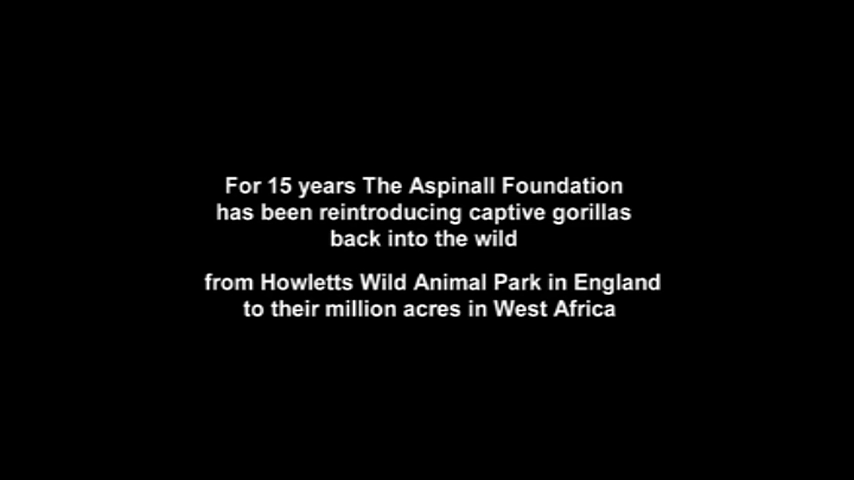 For 15 years The Aspinall Foundation
has been reintroducing captive gorillas
back into the wild
from Howletts Wild Animal Park in England
to their million acres in West Africa